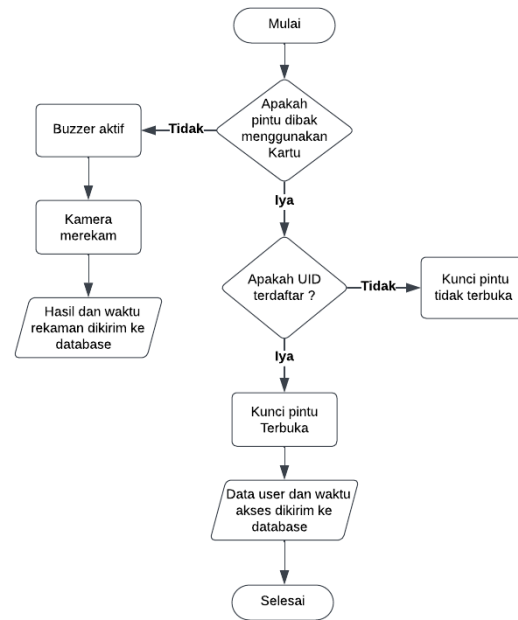 Mulai
Apakah
pintu dibak
menggunakan
Kartu
Tidak
Buzzer aktif
Iya
Kamera
merekam
Apakah UID
terdaftar ?
Tidak
Kunci pintu
tidak terbuka
Hasil dan waktu
rekaman dikirim ke
database
Iya
Kunci pintu
Terbuka
Data user dan waktu
akses dikirim ke
database
Selesai